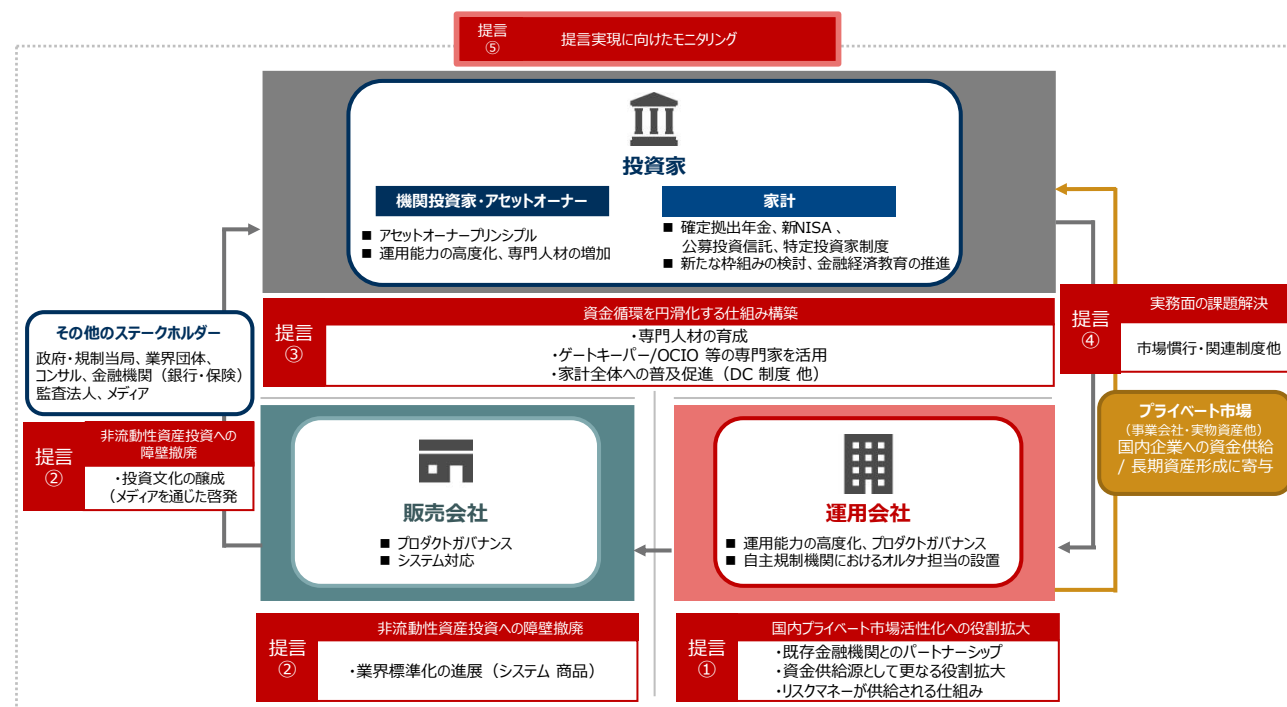 提言
⑤
提言実現に向けたモニタリング
投資家
機関投資家・アセットオーナー
■ アセットオーナープリンシプル
■ 運用能力の高度化、専門人材の増加
家計
■ 確定拠出年金、新NISA 、
公募投資信託、特定投資家制度
■ 新たな枠組みの検討、金融経済教育の推進
その他のステークホルダー
政府・規制当局、業界団体、
コンサル、金融機関（銀行・保険）
監査法人、メディア
提言
②
非流動性資産投資への
障壁撤廃
・投資文化の醸成
（メディアを通じた啓発
提言
③
資金循環を円滑化する仕組み構築
・専門人材の育成
・ゲートキーパー/OCIO 等の専門家を活用
・家計全体への普及促進（DC 制度 他）
提言
④
実務面の課題解決
市場慣行・関連制度他
プライベート市場
（事業会社・実物資産他）
国内企業への資金供給
/ 長期資産形成に寄与
販売会社
■ プロダクトガバナンス
■ システム対応
運用会社
■ 運用能力の高度化、プロダクトガバナンス
■ 自主規制機関におけるオルタナ担当の設置
提言
②
非流動性資産投資への障壁撤廃
・業界標準化の進展（システム 商品）
提言
①
国内プライベート市場活性化への役割拡大
・既存金融機関とのパートナーシップ
・資金供給源として更なる役割拡大
・リスクマネーが供給される仕組み